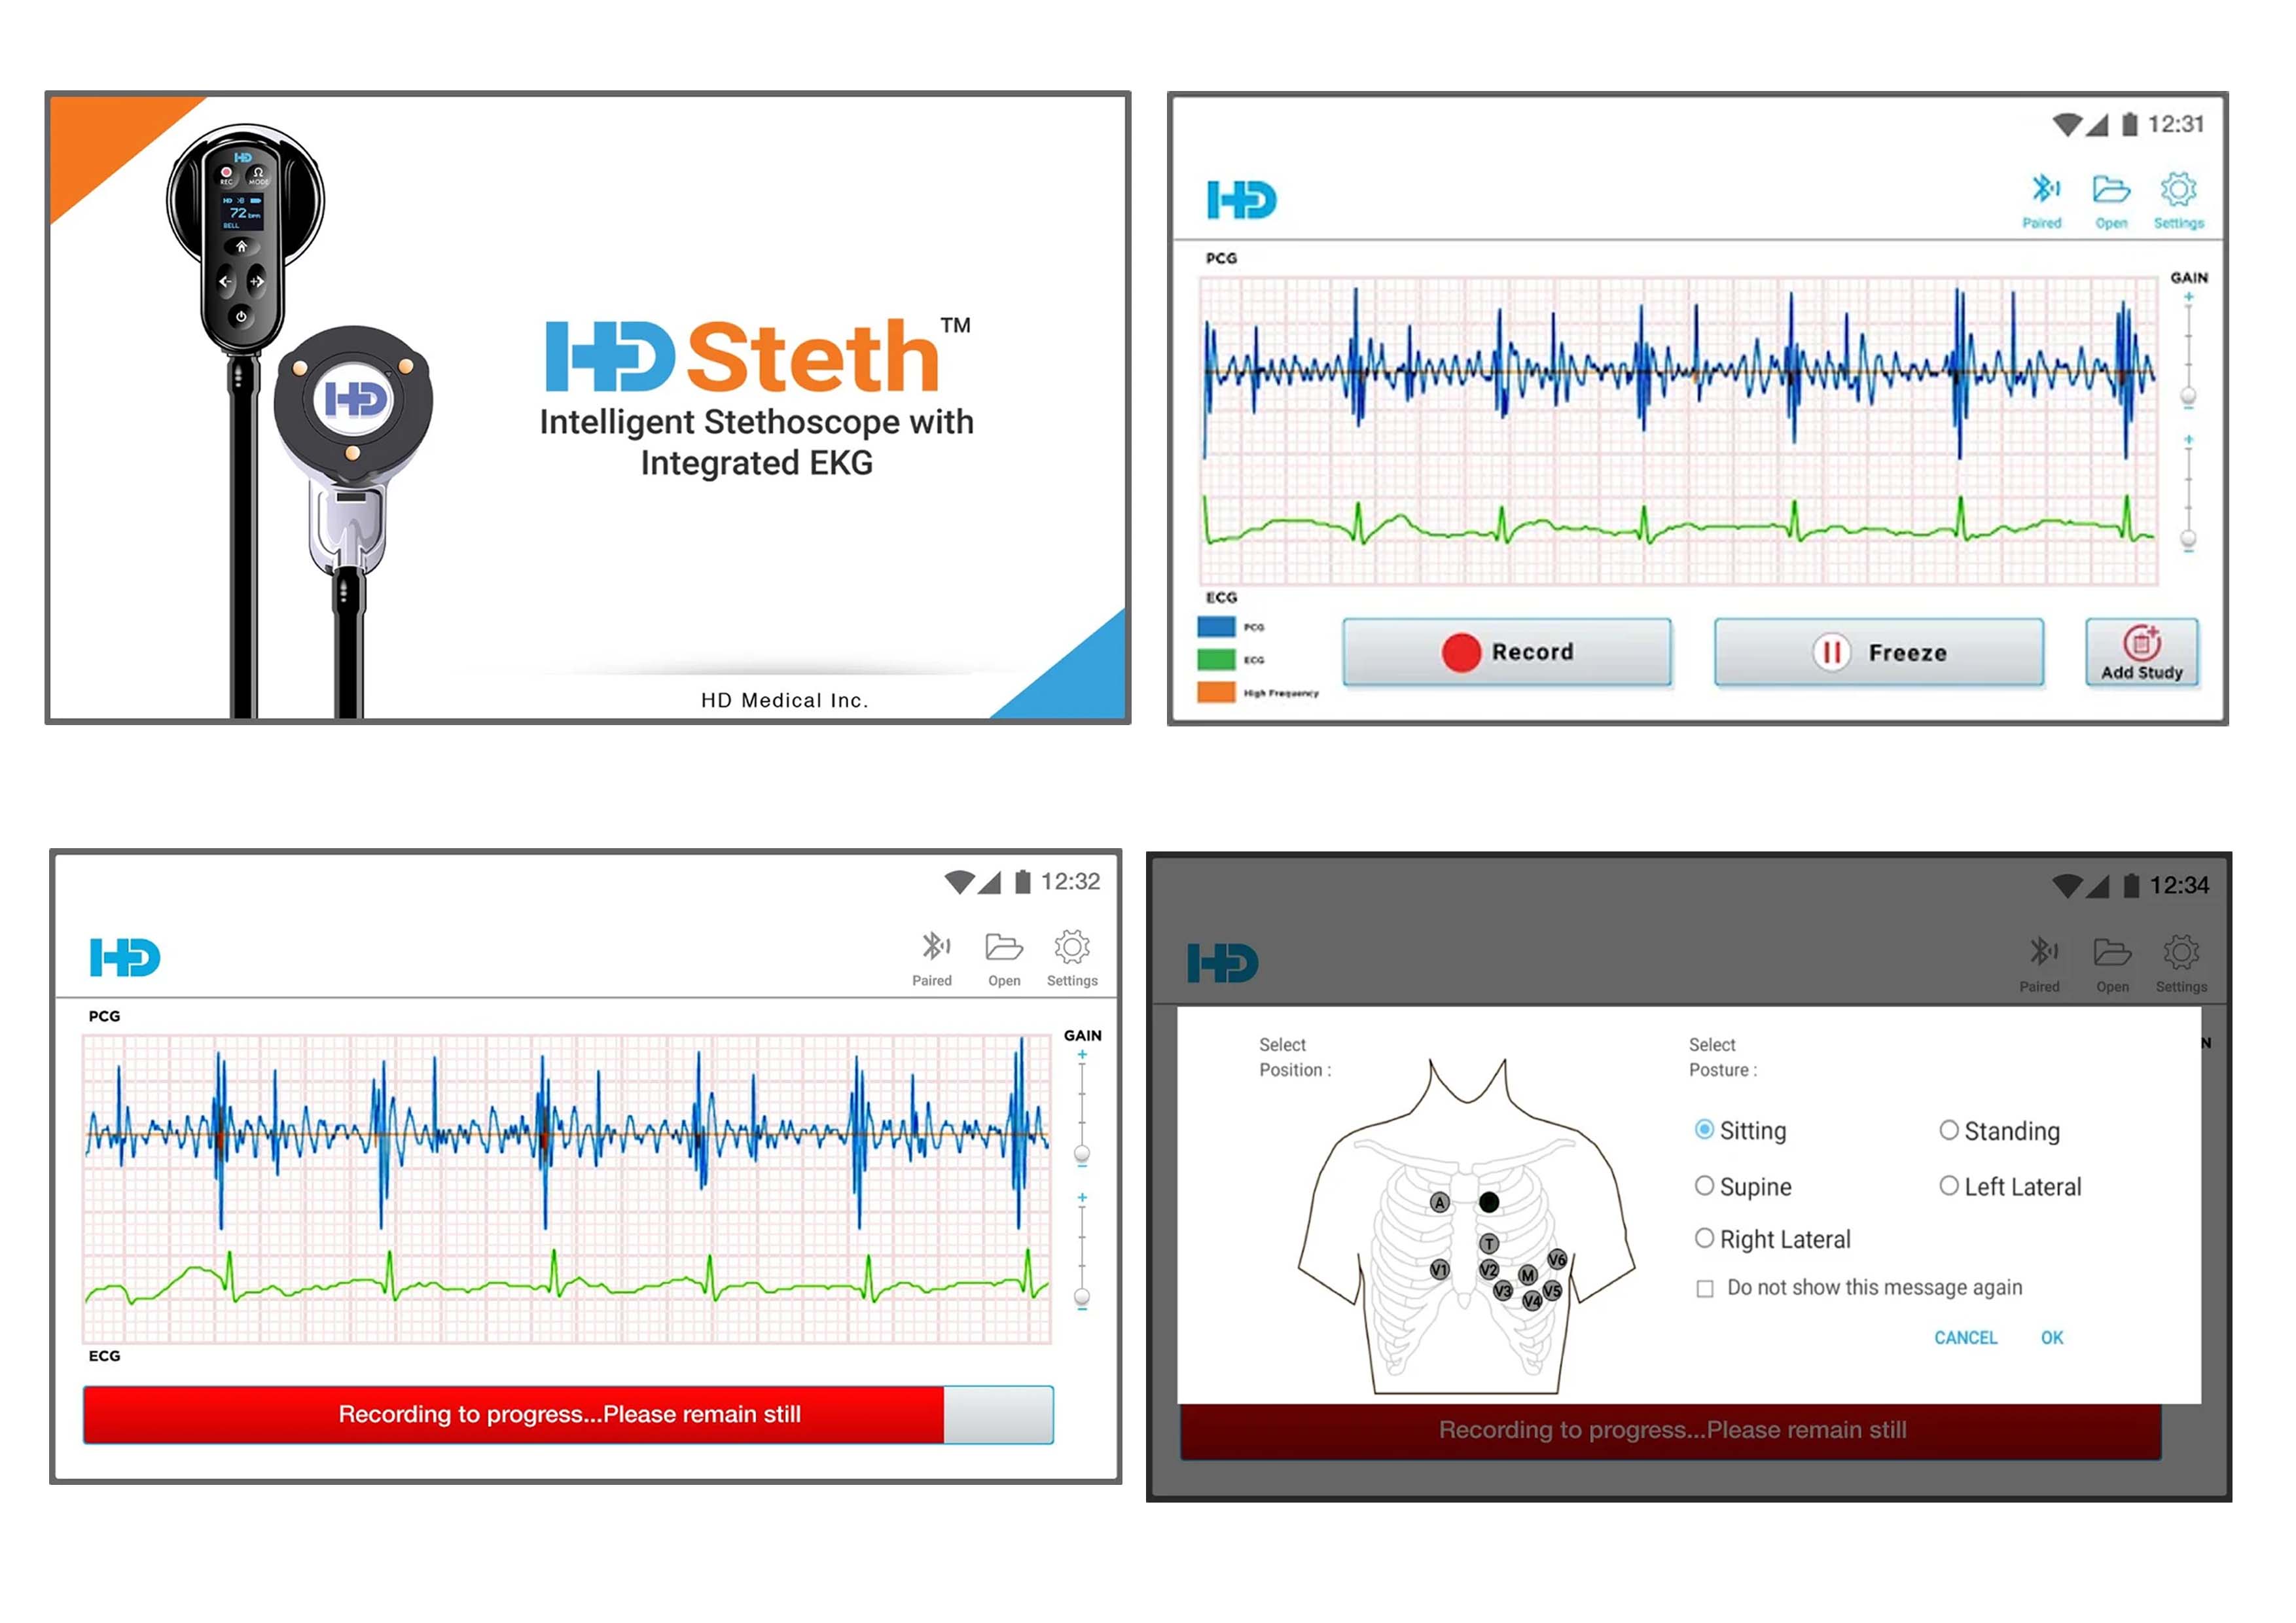 HD
REC
MODE
HD
72 bpm
BELL
HD
HD Steth™
Intelligent Stethoscope with
Integrated EKG
HD Medical Inc.
12:31
HD
Paired
Open
Settings
PCG
GAIN
ECG
PCG
ECG
High Frequency
Record
Freeze
Add Study
12:32
HD
Paired
Open
Settings
PCG
GAIN
ECG
Recording to progress...Please remain still
12:34
HD
Paired
Open
Settings
N
Select
Position :
A
T
V1
V2
M
V6
V3
V4
V5
Select
Posture :
Sitting
Standing
Supine
Left Lateral
Right Lateral
Do not show this message again
CANCEL
OK
Recording to progress...Please remain still